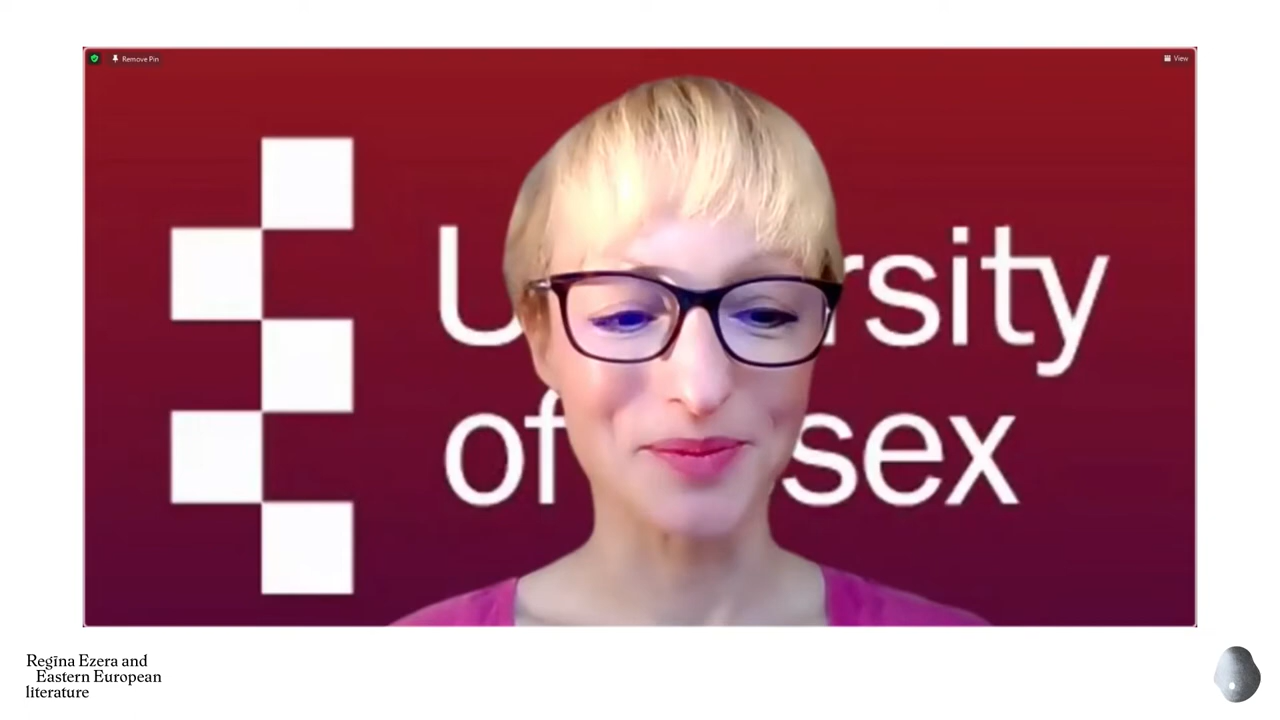 Remove Pin
View
U rsity
of sex
Regīna Ezera and
Eastern European
literature